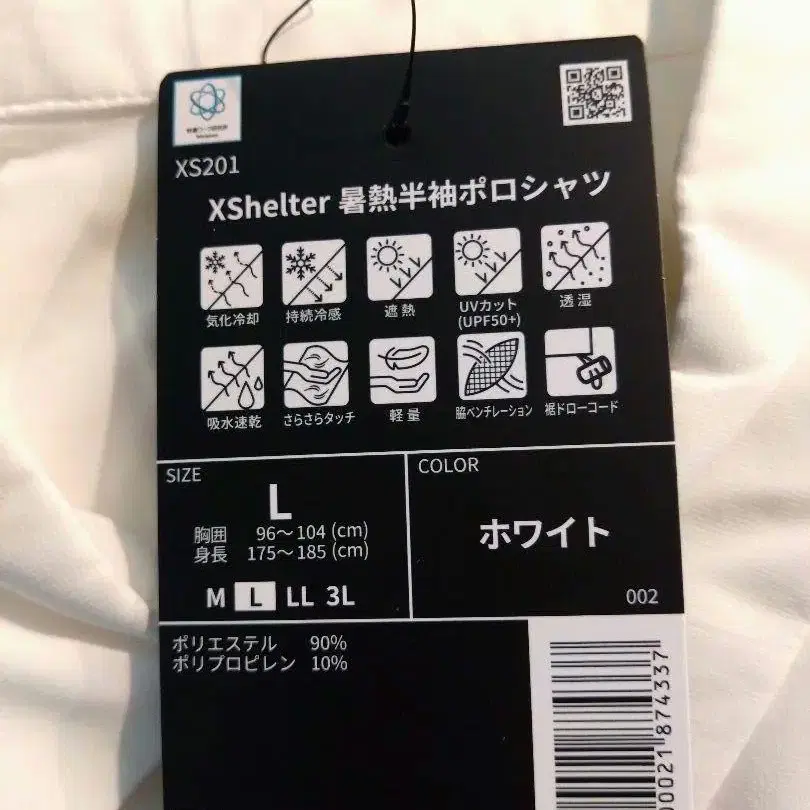 XS201
XShelter 暑熱半袖ポロシャツ
気化冷却 持続冷感 遮熱 UVカット 透湿
(UPF50+)
吸水速乾 さらさらタッチ 軽量 脇ベンチレーション 裾ドローコード
SIZE
L
胸囲 96～104 (cm)
身長 175～185 (cm)
M L LL 3L
COLOR
ホワイト
002
ポリエステル 90%
ポリプロピレン 10%
0021 874337